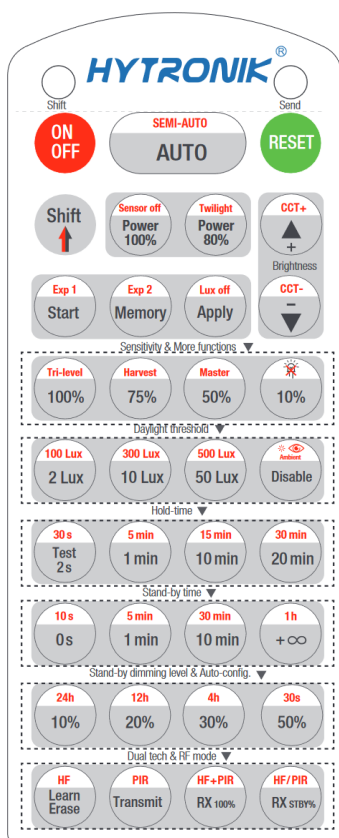 HYTRONIK®
Shift
Send
ON
OFF
SEMI-AUTO
AUTO
RESET
Shift
Sensor off
Power
100%
Twilight
Power
80%
CCT+
+
Brightness
CCT-
-
Exp 1
Start
Exp 2
Memory
Lux off
Apply
Sensitivity & More functions ▼
Tri-level
100%
Harvest
75%
Master
50%
10%
Daylight threshold ▼
100 Lux
2 Lux
300 Lux
10 Lux
500 Lux
50 Lux
Ambient
Disable
Hold-time ▼
30 s
Test
2 s
5 min
1 min
15 min
10 min
30 min
20 min
Stand-by time ▼
10 s
0 s
5 min
1 min
30 min
10 min
1 h
+∞
Stand-by dimming level & Auto-config. ▼
24h
10%
12h
20%
4h
30%
30s
50%
Dual tech & RF mode ▼
HF
Learn
Erase
PIR
Transmit
HF+PIR
RX 100%
HF/PIR
RX STBY%